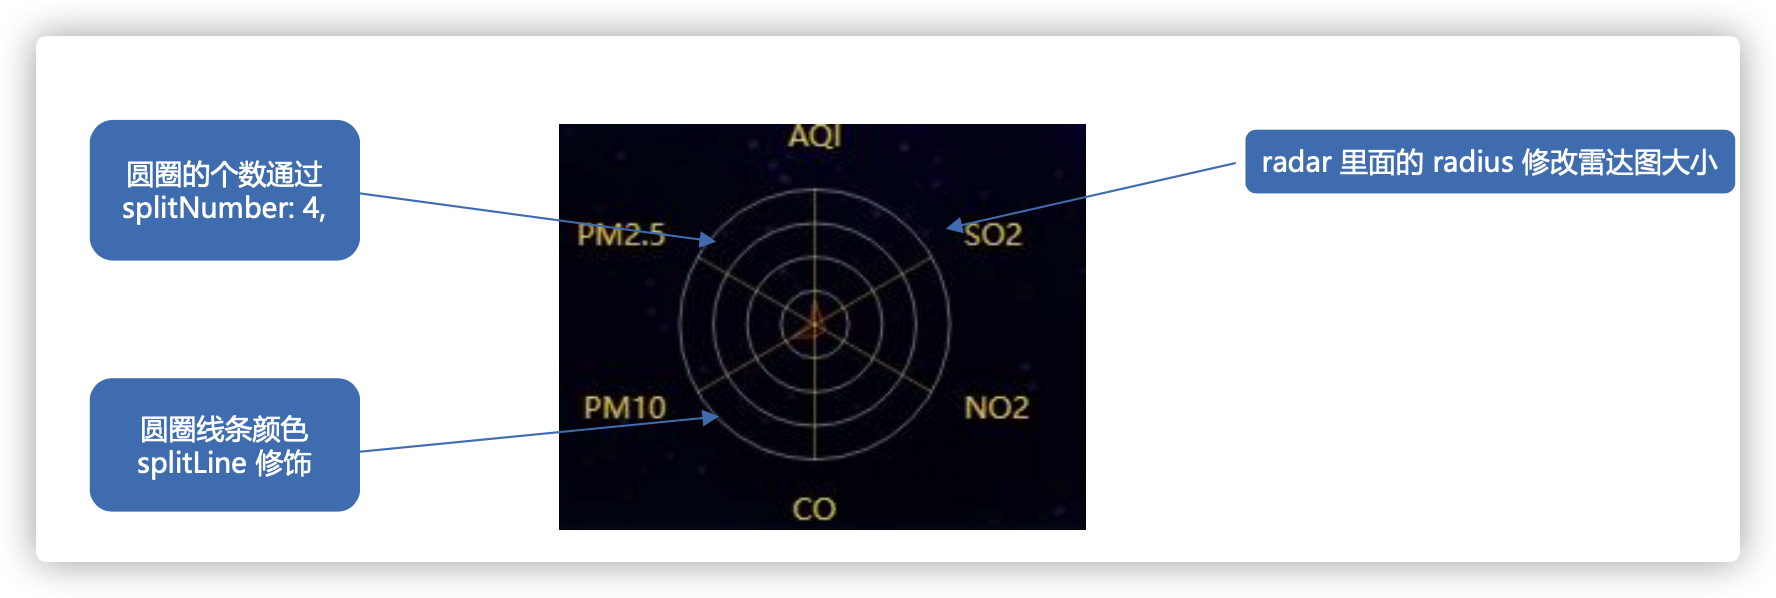 圆圈的个数通过
splitNumber: 4,
AQI
radar 里面的 radius 修改雷达图大小
PM2.5
SO2
PM10
NO2
圆圈线条颜色
splitLine 修饰
CO